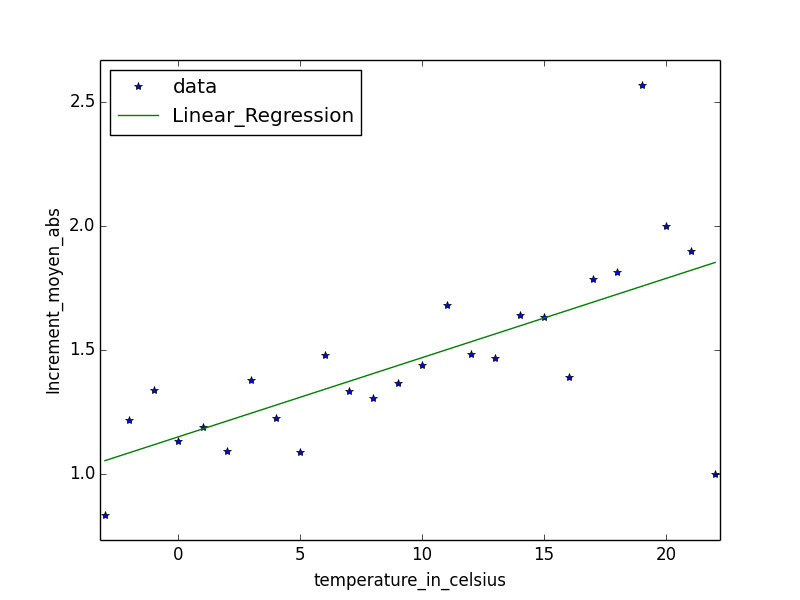 data
Linear_Regression
2.5
2.0
1.5
1.0
Increment_moyen_abs
0 5 10 15 20
temperature_in_celsius